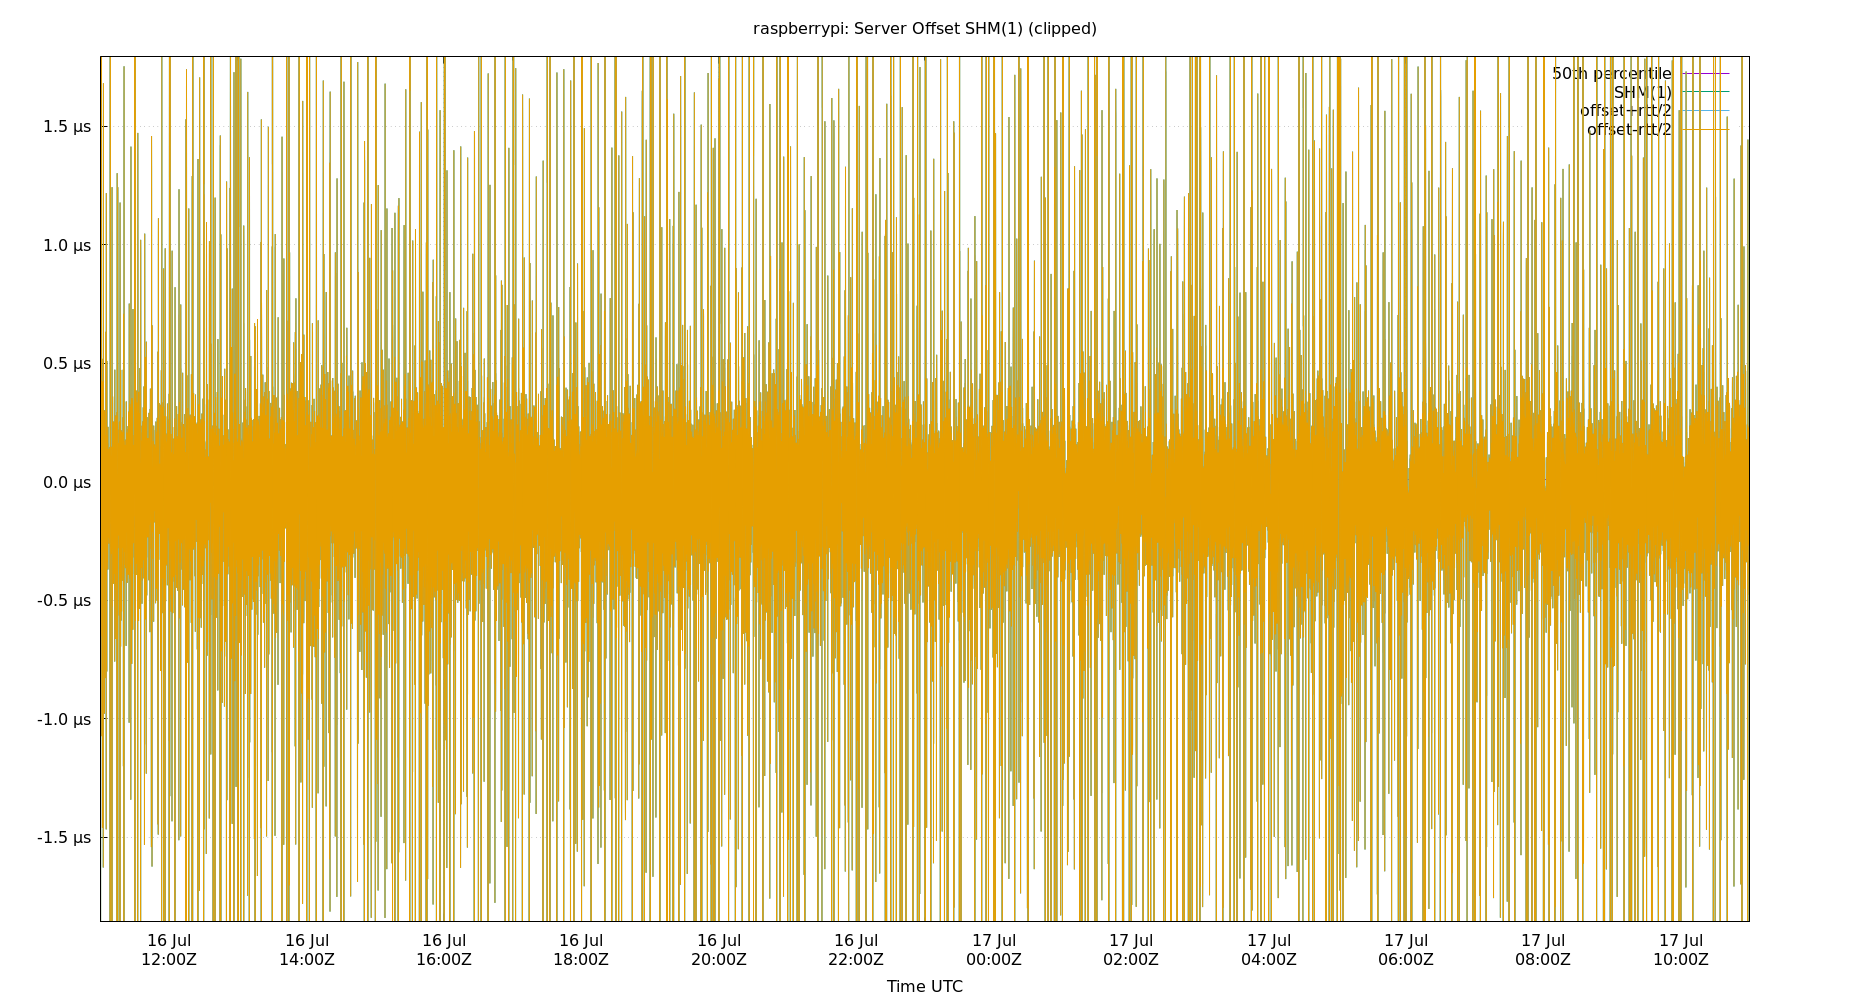 raspberrypi: Server Offset SHM(1) (clipped)
50th percentile
SHM(1)
offset+rtt/2
offset-rtt/2
1.5 µs
1.0 µs
0.5 µs
0.0 µs
-0.5 µs
-1.0 µs
-1.5 µs
16 Jul 16 Jul 16 Jul 16 Jul 16 Jul 16 Jul 17 Jul 17 Jul 17 Jul 17 Jul 17 Jul 17 Jul
12:00Z 14:00Z 16:00Z 18:00Z 20:00Z 22:00Z 00:00Z 02:00Z 04:00Z 06:00Z 08:00Z 10:00Z
Time UTC